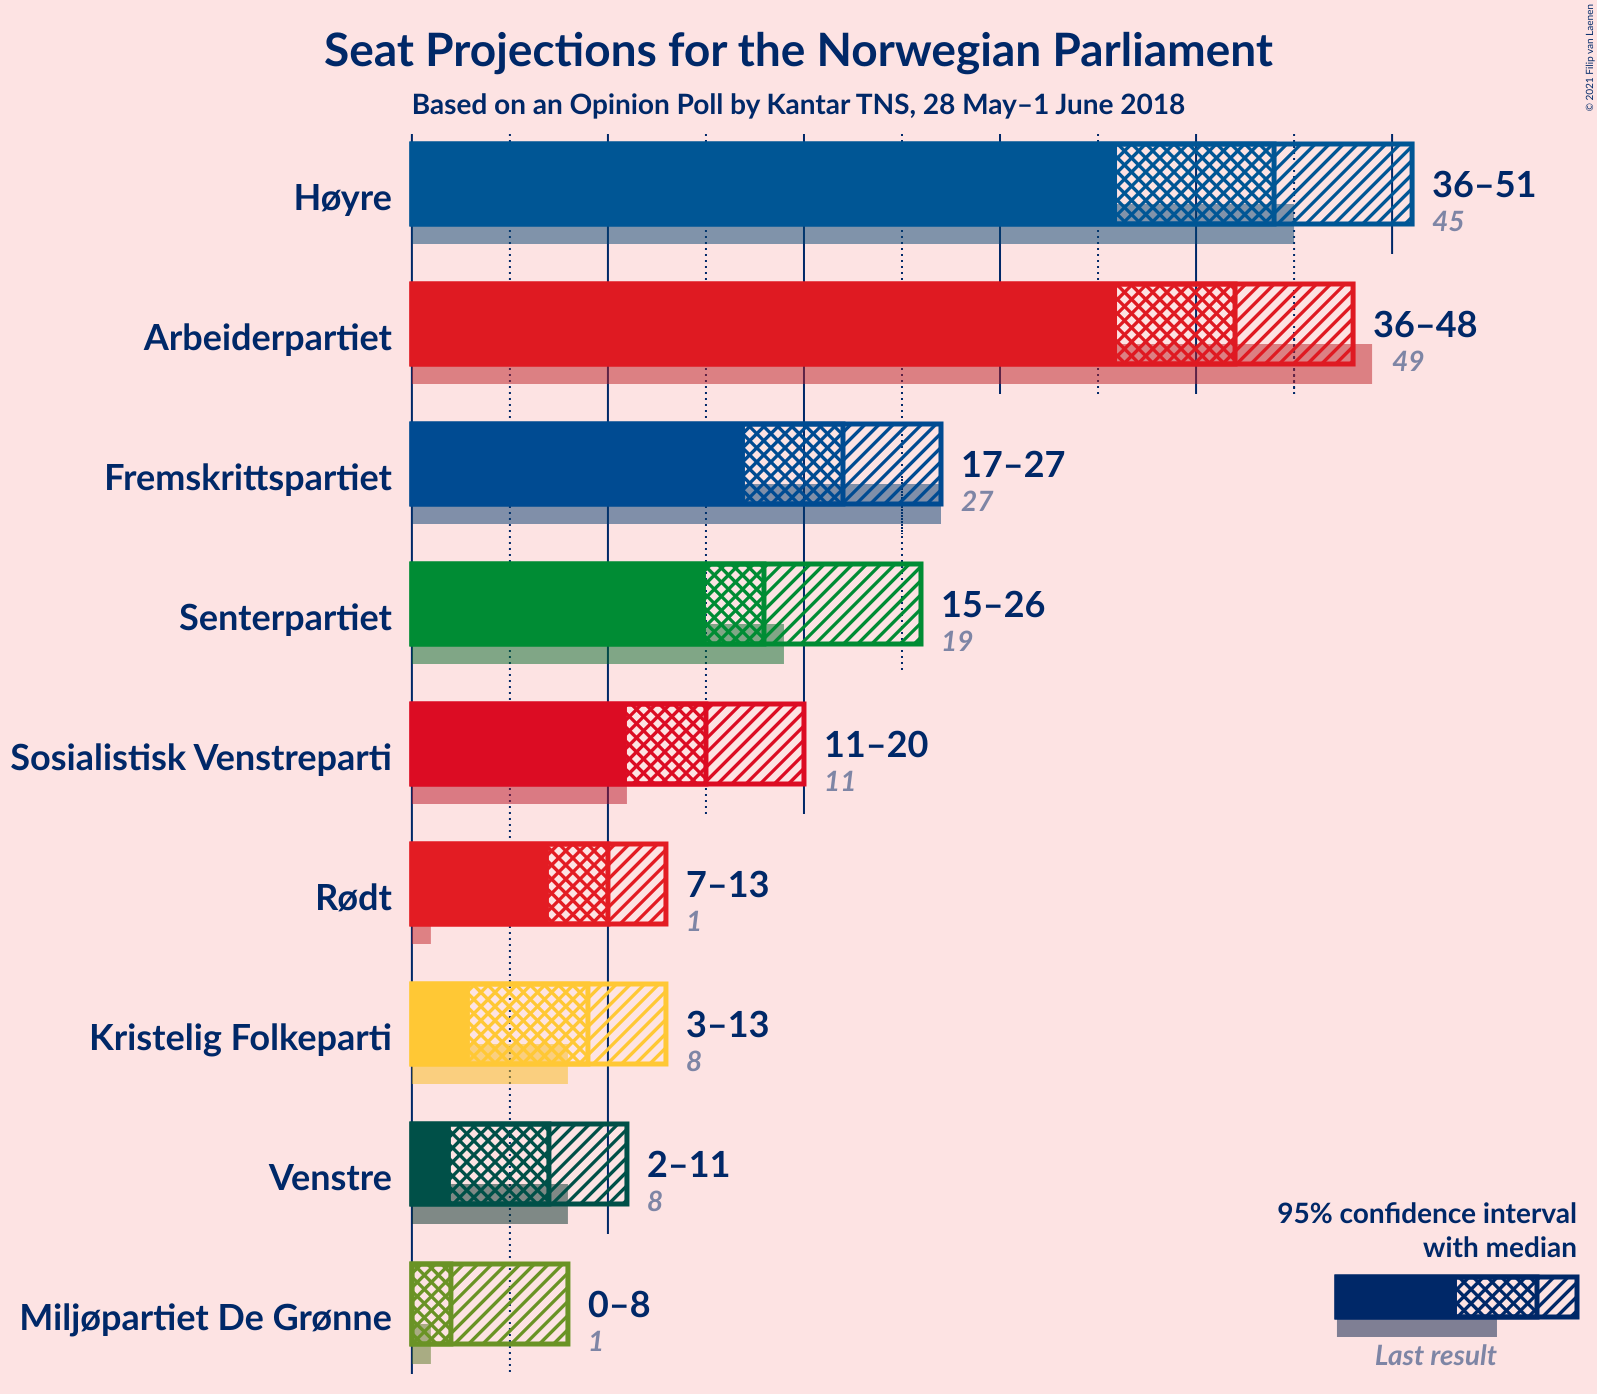 Seat Projections for the Norwegian Parliament
Based on an Opinion Poll by Kantar TNS, 28 May–1 June 2018
© 2021 Filip van Laenen
Høyre
36–51
45
Arbeiderpartiet
36–48
49
Fremskrittspartiet
17–27
27
Senterpartiet
15–26
19
Sosialistisk Venstreparti
11–20
11
Rødt
7–13
1
Kristelig Folkeparti
3–13
8
Venstre
2–11
8
Miljøpartiet De Grønne
0–8
1
95% confidence interval
with median
Last result